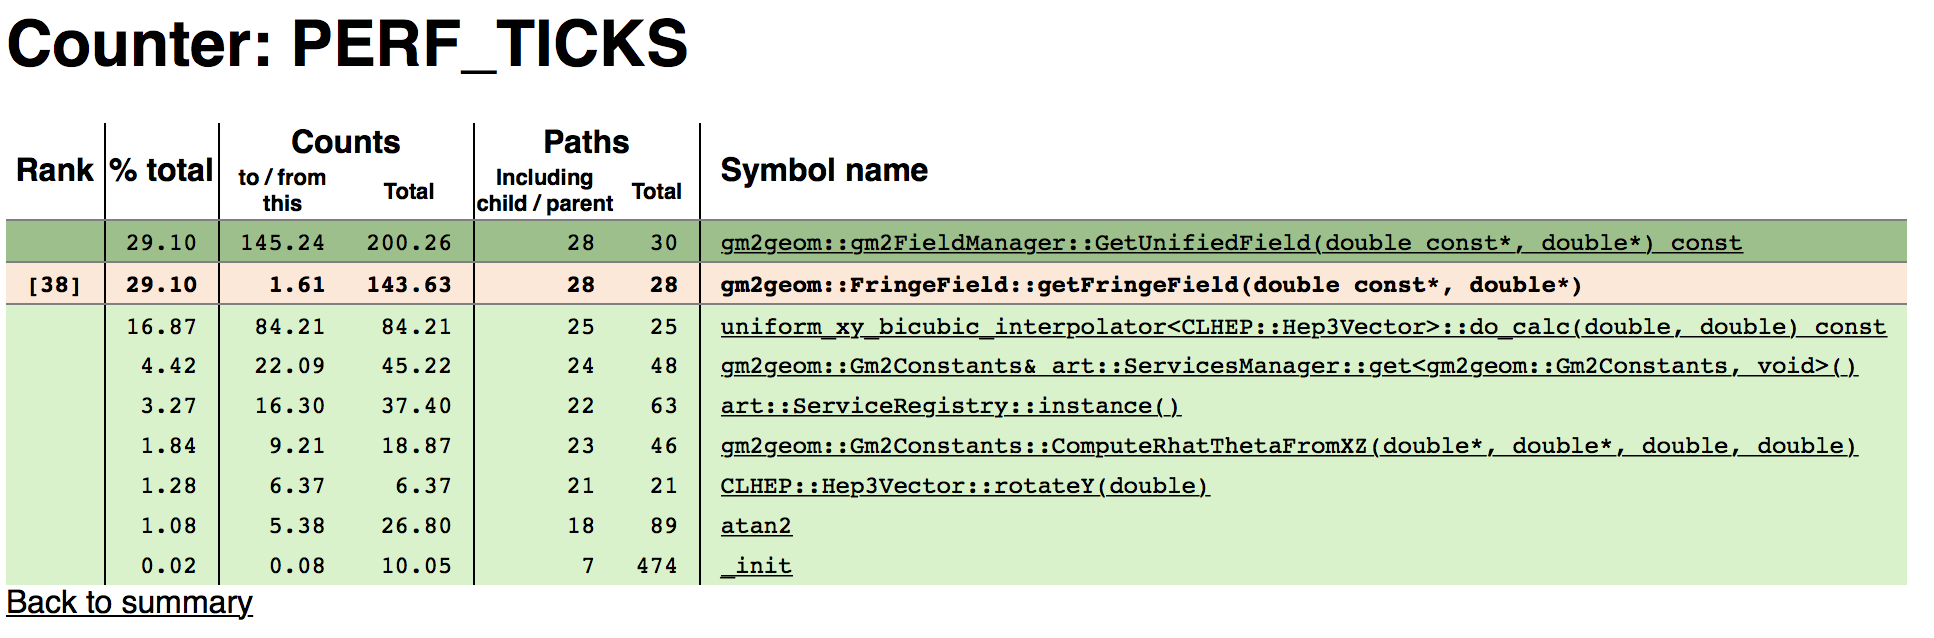 Counter: PERF_TICKS
Rank % total Counts Paths Symbol name
to / from this Total Including child / parent Total
29.10 145.24 200.26 28 30 gm2geom::gm2FieldManager::GetUnifiedField(double const*, double*) const
[38] 29.10 1.61 143.63 28 28 gm2geom::FringeField::getFringeField(double const*, double*)
16.87 84.21 84.21 25 25 uniform_xy_bicubic_interpolator<CLHEP::Hep3Vector>::do_calc(double, double) const
4.42 22.09 45.22 24 48 gm2geom::Gm2Constants& art::ServicesManager::get<gm2geom::Gm2Constants, void>()
3.27 16.30 37.40 22 63 art::ServiceRegistry::instance()
1.84 9.21 18.87 23 46 gm2geom::Gm2Constants::ComputeRhatThetaFromXZ(double*, double*, double, double)
1.28 6.37 6.37 21 21 CLHEP::Hep3Vector::rotateY(double)
1.08 5.38 26.80 18 89 atan2
0.02 0.08 10.05 7 474 _init
Back to summary